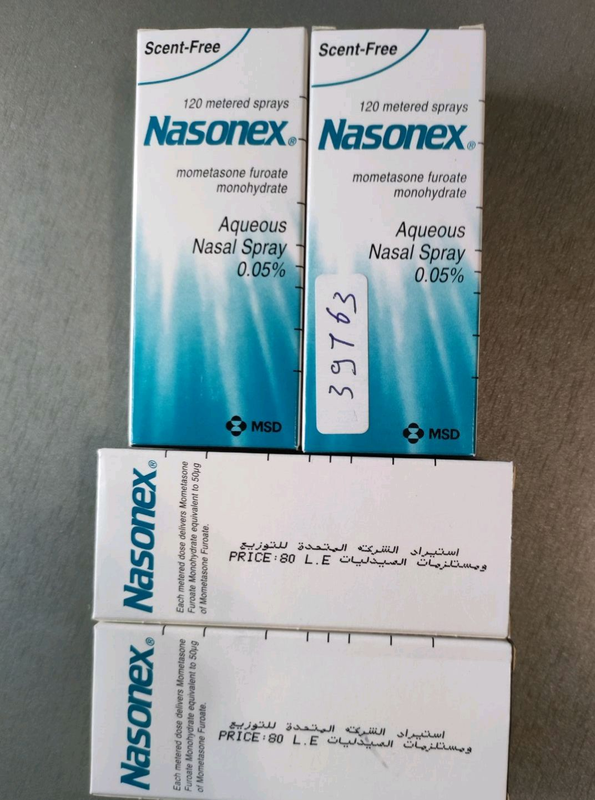 Scent-Free
120 metered sprays
Nasonex®
mometasone furoate
monohydrate
Aqueous
Nasal Spray
0.05%
MSD
Scent-Free
120 metered sprays
Nasonex®
mometasone furoate
monohydrate
Aqueous
Nasal Spray
0.05%
39763
MSD
Nasonex®
Each metered dose delivers Mometasone
Furoate Monohydrate equivalent to 50µg
of Mometasone Furoate.
استيراد الشركه المتحدة للتوزيع
ومستلزمات الصيدليات PRICE:80 L.E
Nasonex®
Each metered dose delivers Mometasone
Furoate Monohydrate equivalent to 50µg
of Mometasone Furoate.
استيراد الشركه المتحدة للتوزيع
ومستلزمات الصيدليات PRICE:80 L.E